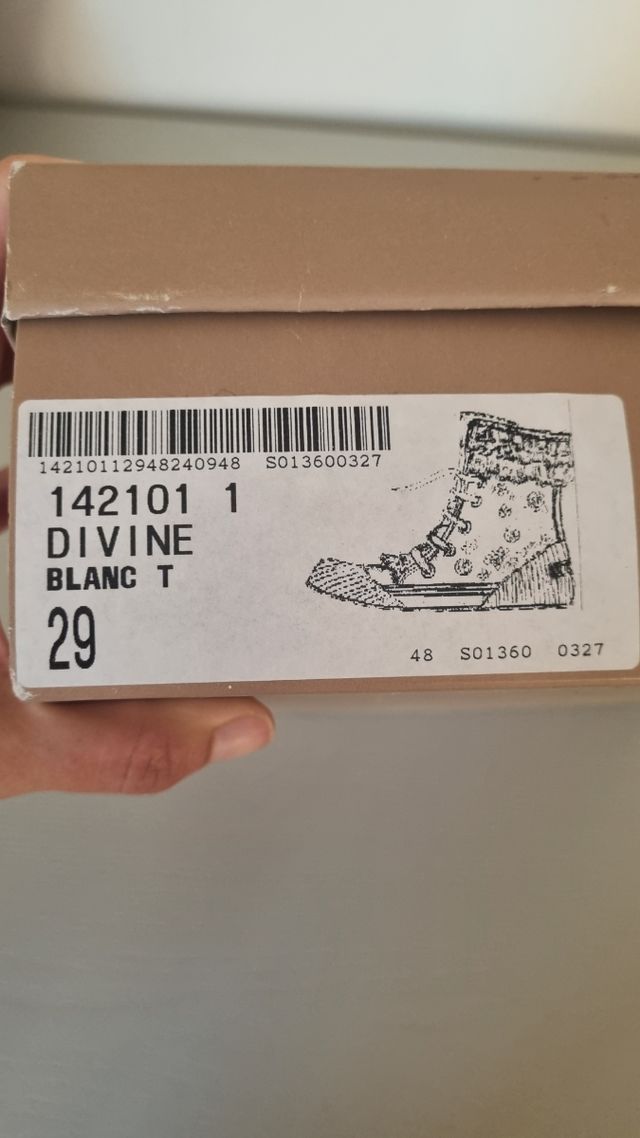 14210112948240948 S013600327
142101 1
DIVINE
BLANC T
29
48 S01360 0327